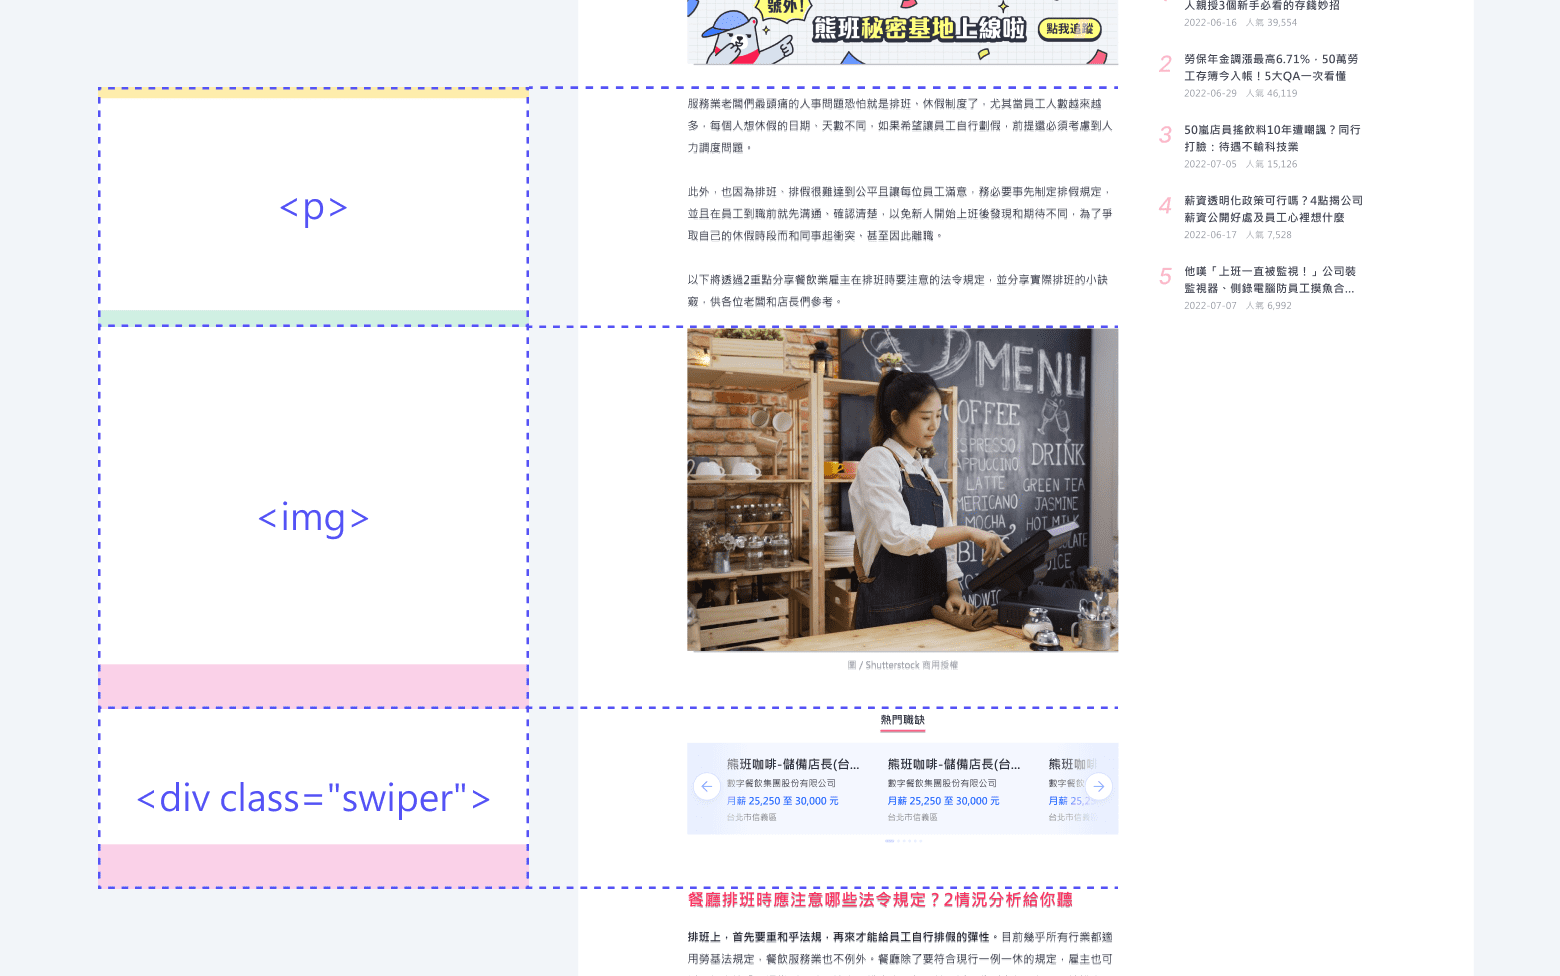 號外!
熊班秘密基地上線啦
點我追蹤
<p>
<img>
<div class="swiper">
服務業老闆們最頭痛的人事問題恐怕就是排班、休假制度了，尤其當員工人數越來越
多，每個人想休假的日期、天數不同，如果希望讓員工自行劃假，前提還必須考慮到人
力調度問題。
此外，也因為排班、排假很難達到公平且讓每位員工滿意，務必要事先制定排假規定，
並且在員工到職前就先溝通、確認清楚，以免新人開始上班後發現和期待不同，為了爭
取自己的休假時段而和同事起衝突、甚至因此離職。
以下將透過2重點分享餐飲業雇主在排班時要注意的法令規定，並分享實際排班的小訣
竅，供各位老闆和店長們參考。
MENU
COFFEE
ESPRESSO
CAPPUCCINO
LATTE
MERICANO
MOCHA
DRINK
GREEN TEA
JASMINE
HOT MILK
圖 / Shutterstock 商用授權
熱門職缺
熊班咖啡-儲備店長(台...
數字餐飲集團股份有限公司
月薪 25,250 至 30,000 元
台北市信義區
熊班咖啡-儲備店長(台...
數字餐飲集團股份有限公司
月薪 25,250 至 30,000 元
台北市信義區
熊班咖啡
數字餐飲
月薪 25,2
台北市信義區
餐廳排班時應注意哪些法令規定？2情況分析給你聽
排班上，首先要重和乎法規，再來才能給員工自行排假的彈性。目前幾乎所有行業都適
用勞基法規定，餐飲服務業也不例外。餐廳除了要符合現行一例一休的規定，雇主也可
人親授3個新手必看的存錢妙招
2022-06-16 人氣 39,554
2
勞保年金調漲最高6.71%，50萬勞
工存簿今入帳！5大QA一次看懂
2022-06-29 人氣 46,119
3
50嵐店員搖飲料10年遭嘲諷？同行
打臉：待遇不輸科技業
2022-07-05 人氣 15,126
4
薪資透明化政策可行嗎？4點揭公司
薪資公開好處及員工心裡想什麼
2022-06-17 人氣 7,528
5
他嘆「上班一直被監視！」公司裝
監視器、側錄電腦防員工摸魚合...
2022-07-07 人氣 6,992